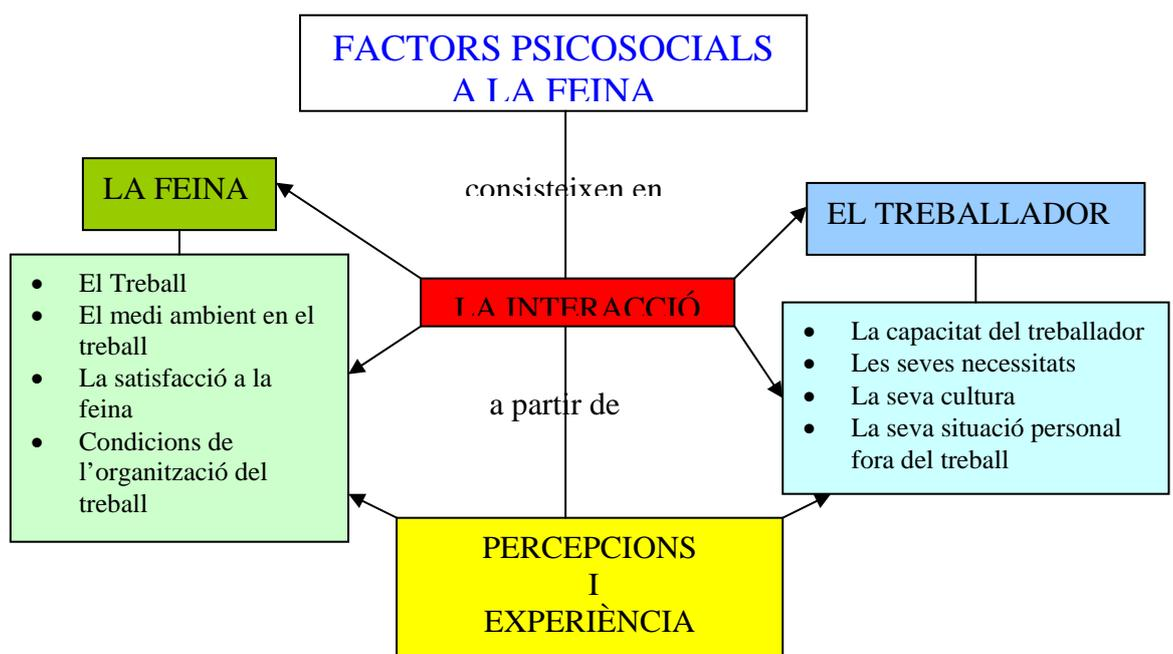 FACTORS PSICOSOCIALS
A LA FEINA
LA FEINA
consisteixen en
EL TREBALLADOR
• El Treball
• El medi ambient en el
treball
• La satisfacció a la
feina
• Condicions de
l’organització del
treball
LA INTERACCIÓ
• La capacitat del treballador
• Les seves necessitats
• La seva cultura
• La seva situació personal
fora del treball
a partir de
PERCEPCIONS
I
EXPERIÈNCIA